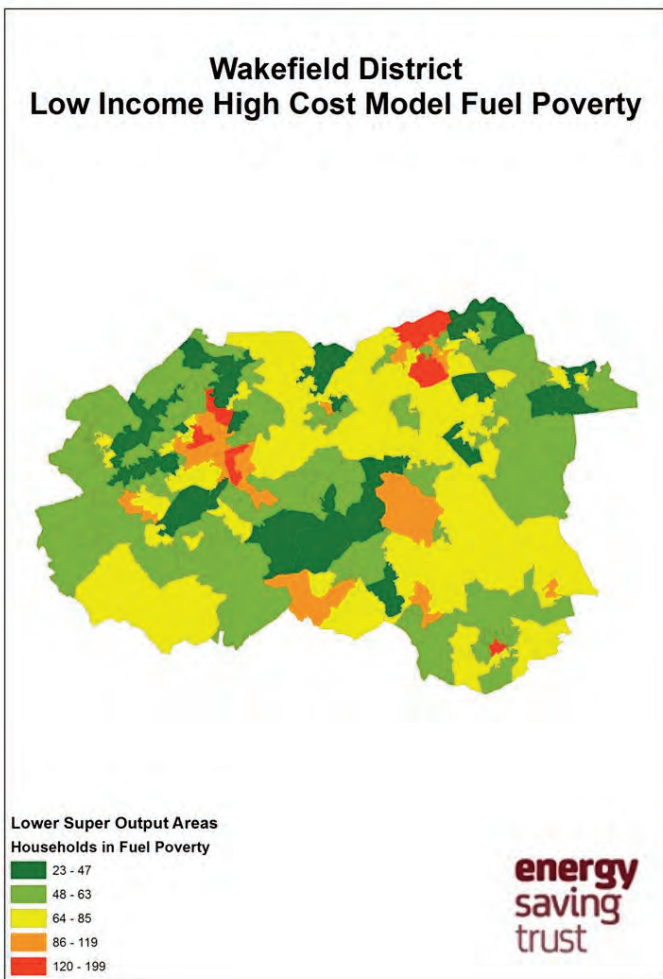 Wakefield District
Low Income High Cost Model Fuel Poverty
Lower Super Output Areas
Households in Fuel Poverty
23 - 47
48 - 63
64 - 85
86 - 119
120 - 199
energy
saving
trust